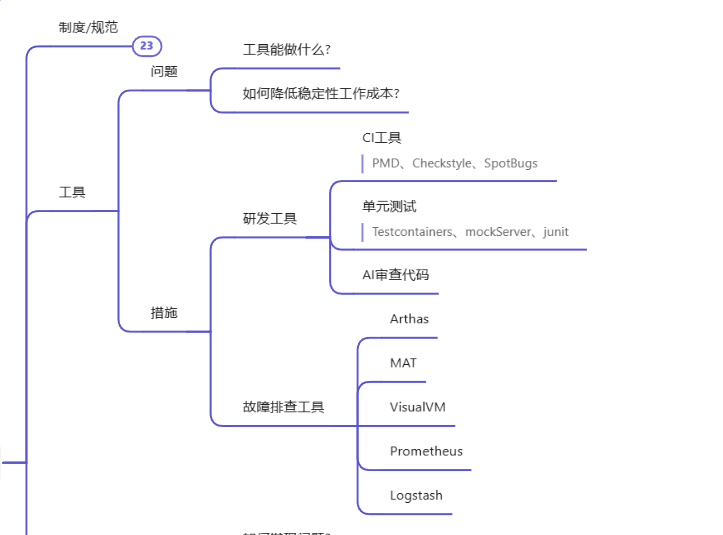 制度/规范
23
问题
工具能做什么?
如何降低稳定性工作成本?
工具
CI工具
PMD、Checkstyle、SpotBugs
单元测试
Testcontainers、mockServer、junit
研发工具
AI审查代码
措施
Arthas
MAT
故障排查工具
VisualVM
Prometheus
Logstash